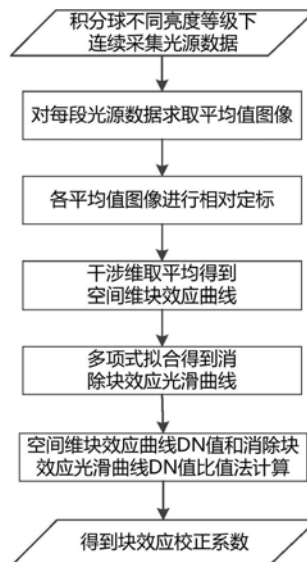 积分球不同亮度等级下
连续采集光源数据
对每段光源数据求取平均值图像
各平均值图像进行相对定标
干涉维取平均得到
空间维块效应曲线
多项式拟合得到消
除块效应光滑曲线
空间维块效应曲线DN值和消除块
效应光滑曲线DN值比值法计算
得到块效应校正系数